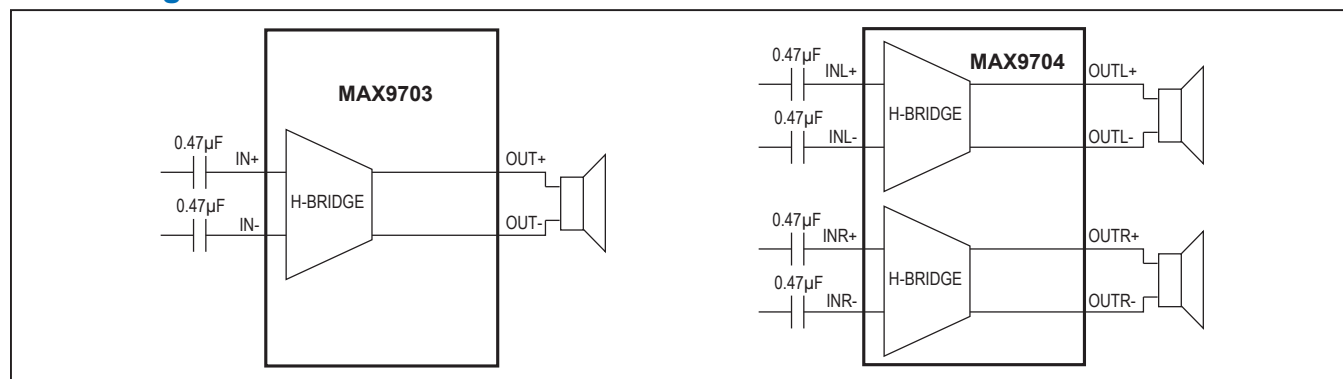 MAX9703
0.47µF
IN+
OUT+
H-BRIDGE
0.47µF
IN-
OUT-
MAX9704
0.47µF
INL+
OUTL+
H-BRIDGE
0.47µF
INL-
OUTL-
0.47µF
INR+
OUTR+
H-BRIDGE
0.47µF
INR-
OUTR-